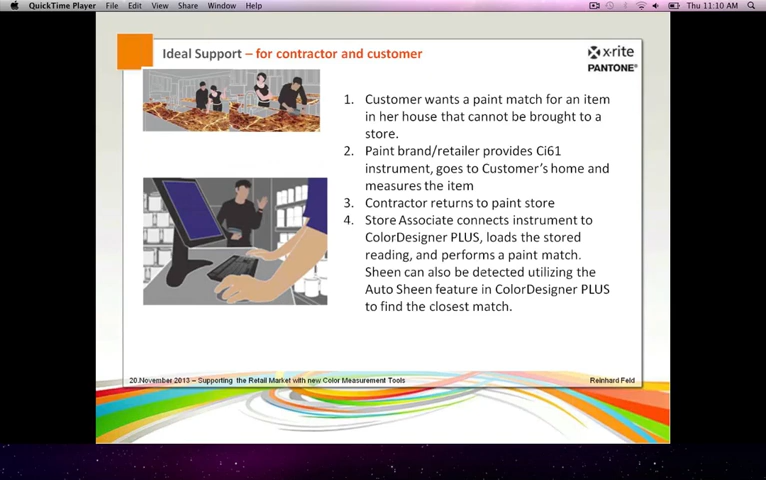 QuickTime Player File Edit View Share Window Help Thu 11:10 AM
Ideal Support – for contractor and customer
x·rite
PANTONE®
1. Customer wants a paint match for an item
in her house that cannot be brought to a
store.
2. Paint brand/retailer provides Ci61
instrument, goes to Customer's home and
measures the item
3. Contractor returns to paint store
4. Store Associate connects instrument to
ColorDesigner PLUS, loads the stored
reading, and performs a paint match.
Sheen can also be detected utilizing the
Auto Sheen feature in ColorDesigner PLUS
to find the closest match.
20.November 2013 – Supporting the Retail Market with new Color Measurement Tools
Reinhard Feld